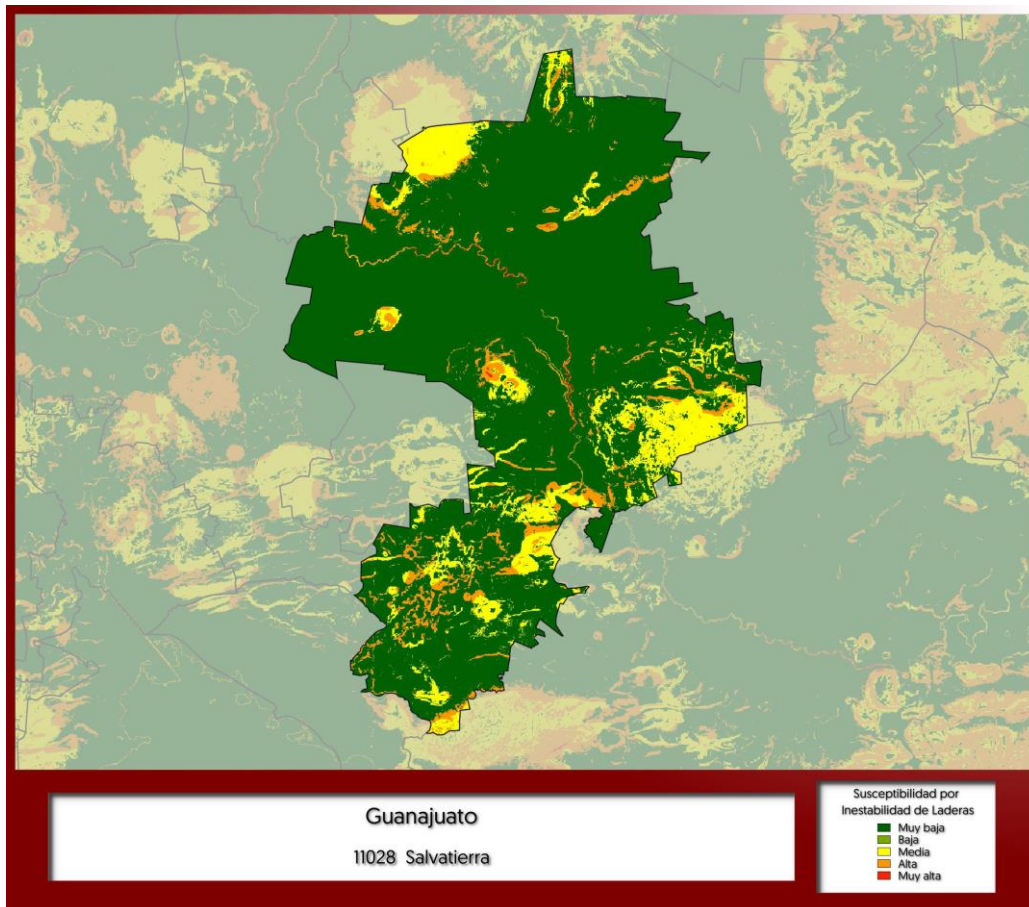 Guanajuato
11028 Salvatierra
Susceptibilidad por
Inestabilidad de Laderas
Muy baja
Baja
Media
Alta
Muy alta